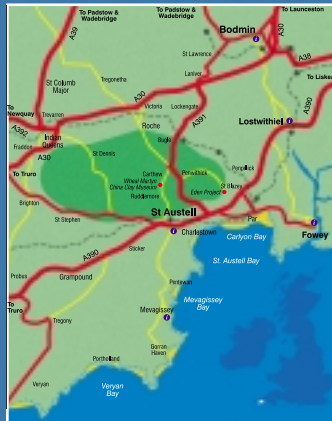 To Padstow &
Wadebridge
To Padstow &
Wadebridge
To Launceston
A39
A30
Bodmin
i
St Lawrence
A38
Tregonetha
Lanivet
To Liskea
St Columb
Major
A30
A390
Victoria
Lockengate
To
Newquay
Trevarren
A391
Lostwithiel
i
A392
Roche
Indian
Queens
Bugle
Fraddon
A30
St Dennis
Penpillick
To Truro
Carthew
Penwithick
Wheal Martyn
China Clay Museum
Eden Project
St Blazey
Ruddlemoor
Brighton
St Stephen
St Austell
Par
Charlestown
i
Carlyon Bay
Fowey
i
A390
Sticker
St. Austell Bay
Probus
Grampound
Pentewan
Mevagissey
Bay
To
Truro
Mevagissey
i
Tregony
Gorran
Haven
Portholland
Veryan
Veryan
Bay